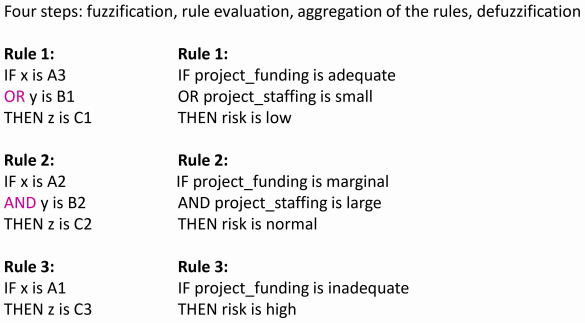 Four steps: fuzzification, rule evaluation, aggregation of the rules, defuzzification
Rule 1:
IF x is A3
OR y is B1
THEN z is C1
Rule 1:
IF project_funding is adequate
OR project_staffing is small
THEN risk is low
Rule 2:
IF x is A2
AND y is B2
THEN z is C2
Rule 2:
IF project_funding is marginal
AND project_staffing is large
THEN risk is normal
Rule 3:
IF x is A1
THEN z is C3
Rule 3:
IF project_funding is inadequate
THEN risk is high